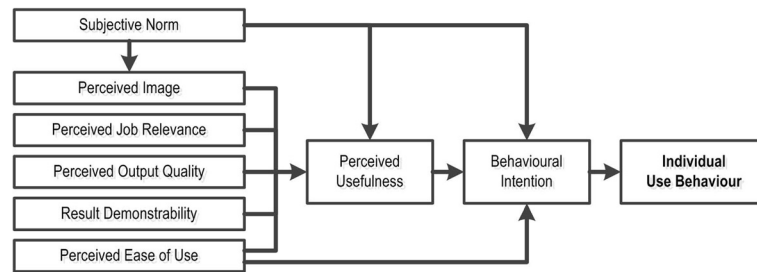 Subjective Norm
Perceived Image
Perceived Job Relevance
Perceived Output Quality
Result Demonstrability
Perceived Ease of Use
Perceived
Usefulness
Behavioural
Intention
Individual
Use Behaviour